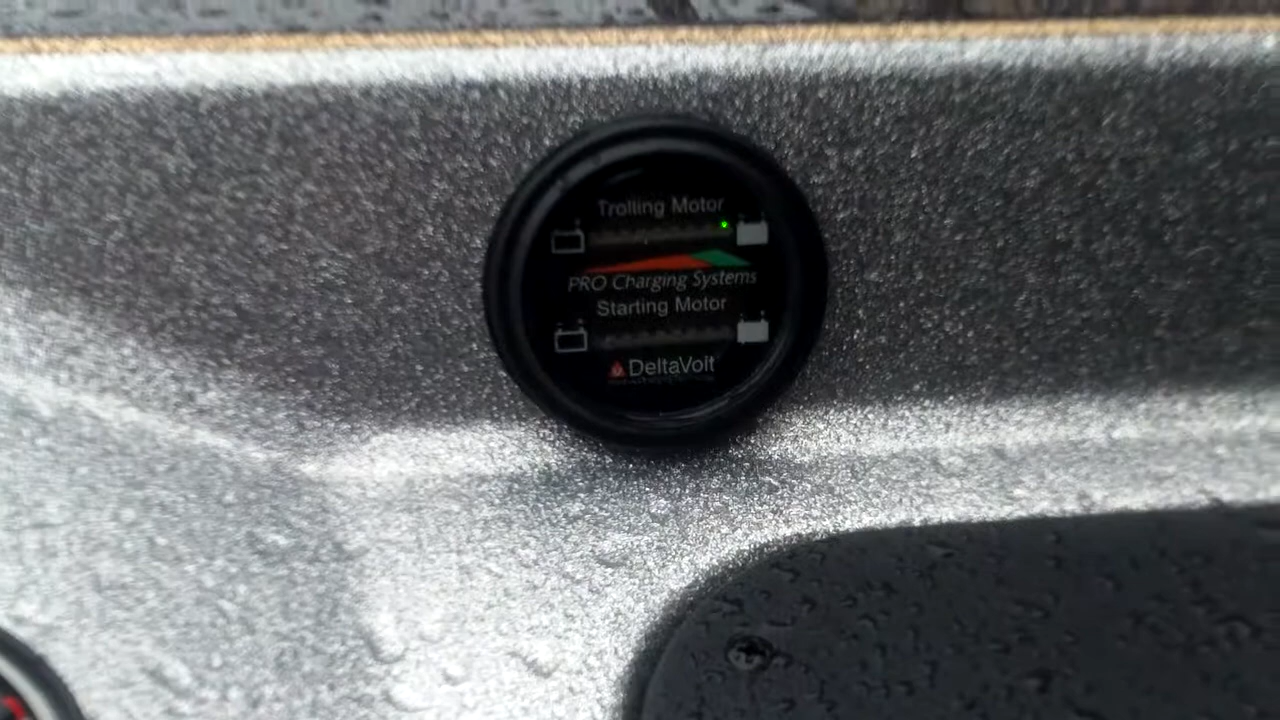 Trolling Motor
PRO Charging Systems
Starting Motor
DeltaVolt